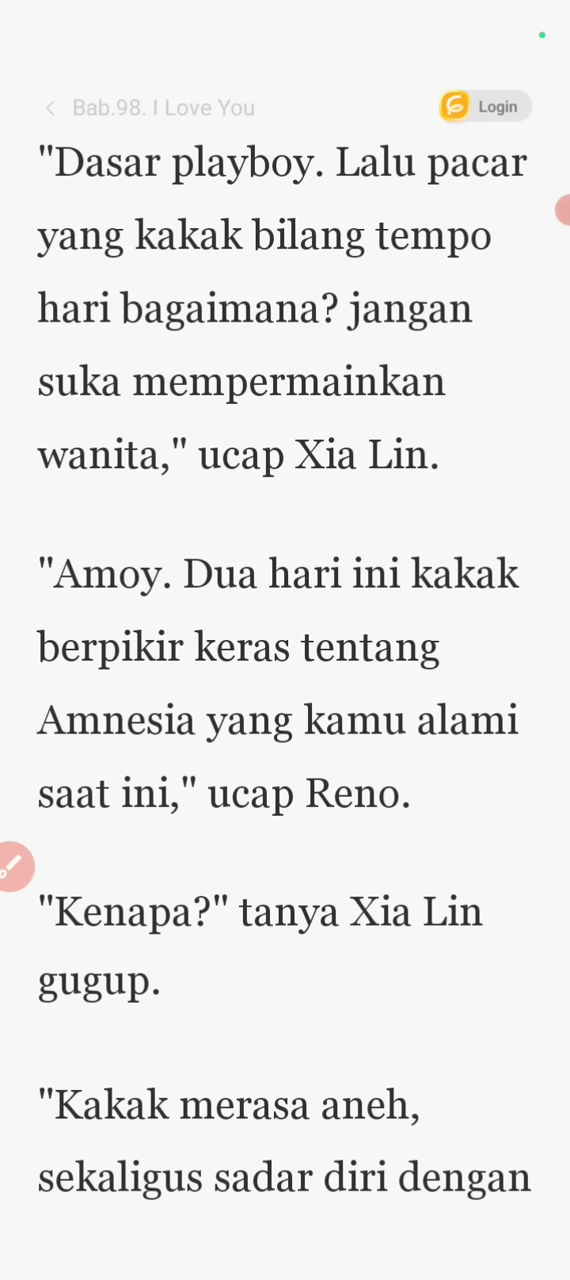 Bab.98. I Love You
Login
"Dasar playboy. Lalu pacar
yang kakak bilang tempo
hari bagaimana? jangan
suka mempermainkan
wanita," ucap Xia Lin.
"Amoy. Dua hari ini kakak
berpikir keras tentang
Amnesia yang kamu alami
saat ini," ucap Reno.
"Kenapa?" tanya Xia Lin
gugup.
"Kakak merasa aneh,
sekaligus sadar diri dengan